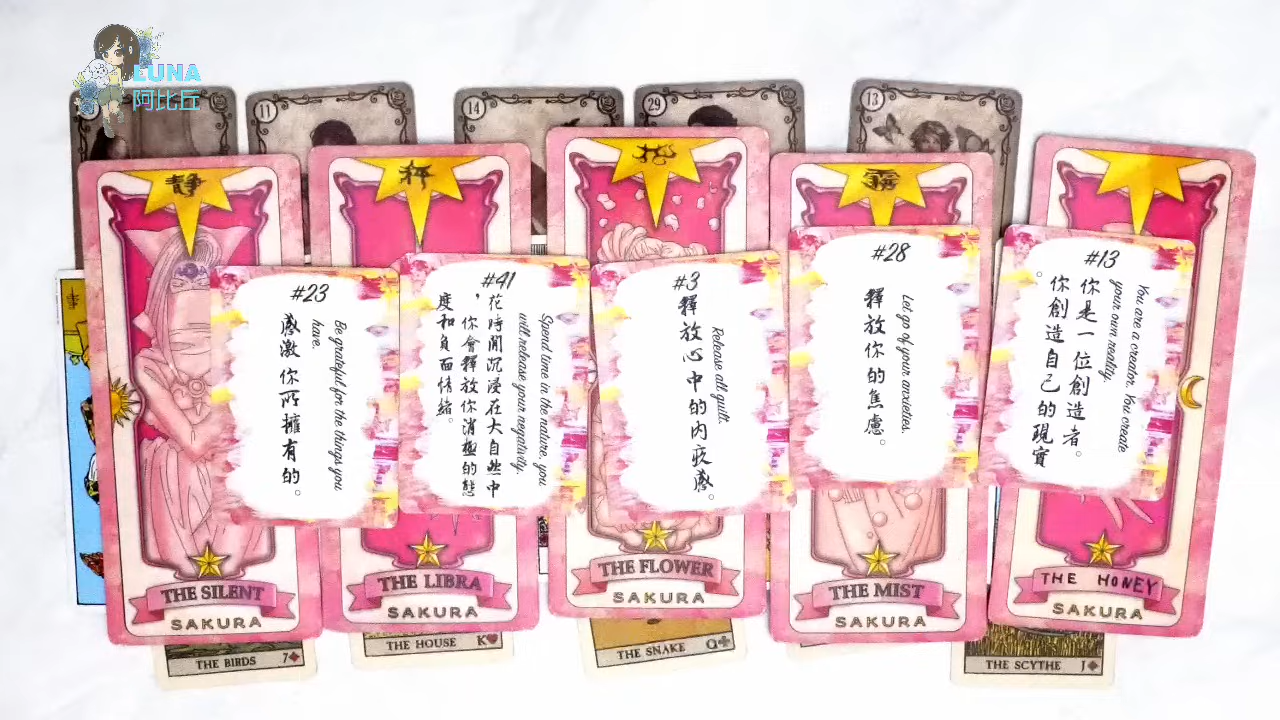 LUNA
阿比丘
11
14
29
13
靜
秤
花
霧
#23
Be grateful for the things you
have.
感激你所擁有的。
#41
Spend time in the nature, you
will release your negativity.
花時間沉浸在大自然中
，你會釋放你消極的態
度和負面情緒。
#3
Release all guilt.
釋放心中的內疚感。
#28
Let go of your anxieties.
釋放你的焦慮。
#13
You are a creator. You create
your own reality.
你是一位創造者。
你創造自己的現實。
THE SILENT
SAKURA
THE LIBRA
SAKURA
THE FLOWER
SAKURA
THE MIST
SAKURA
THE HONEY
SAKURA
THE BIRDS 7♦
THE HOUSE K♥
THE SNAKE Q♣
THE SCYTHE J♦